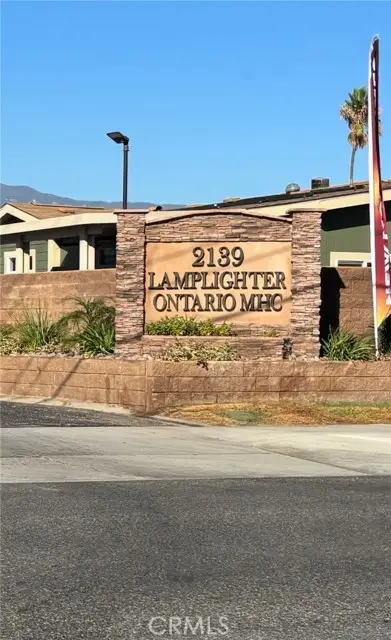 2139
LAMPLIGHTER
ONTARIO MHC
CRMLS